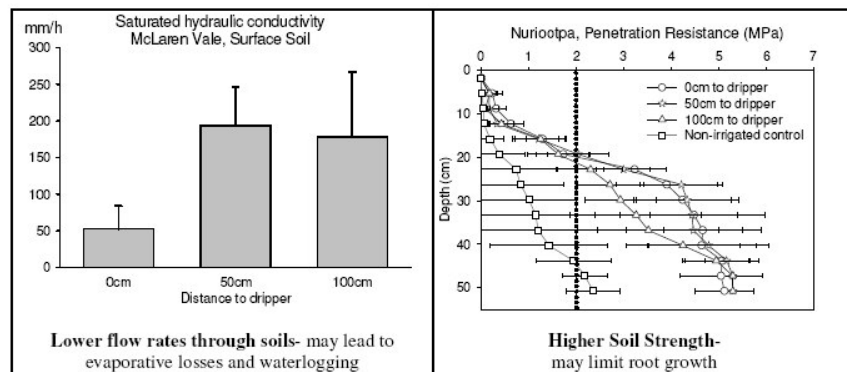 Saturated hydraulic conductivity
McLaren Vale, Surface Soil
mm/h
300
250
200
150
100
50
0
0cm 50cm 100cm
Distance to dripper
Lower flow rates through soils- may lead to
evaporative losses and waterlogging
Nuriootpa, Penetration Resistance (MPa)
0 1 2 3 4 5 6 7
0
10
20
30
40
50
Depth (cm)
0cm to dripper
50cm to dripper
100cm to dripper
Non-irrigated control
Higher Soil Strength-
may limit root growth